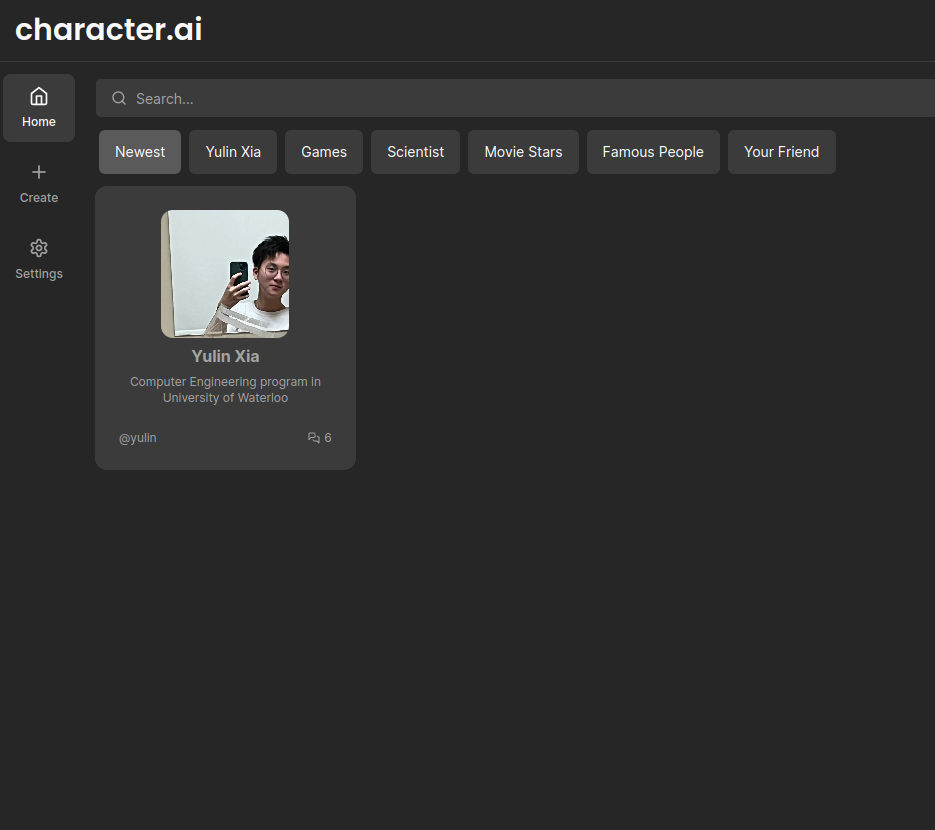 character.ai
Home
Create
Settings
Search...
Newest
Yulin Xia
Games
Scientist
Movie Stars
Famous People
Your Friend
Yulin Xia
Computer Engineering program in
University of Waterloo
@yulin
6